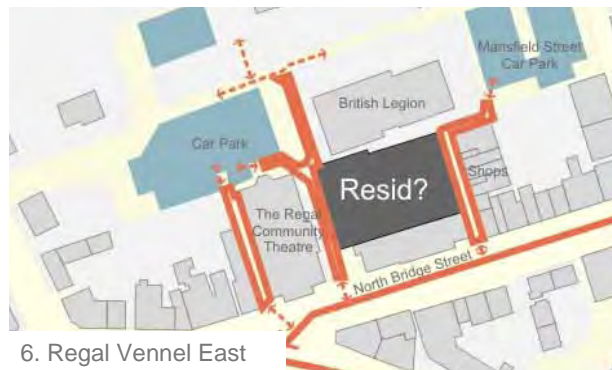 Mansfield Street
Car Park
British Legion
Car Park
Shops
Resid?
The Regal
Community
Theatre
North Bridge Street
6. Regal Vennel East